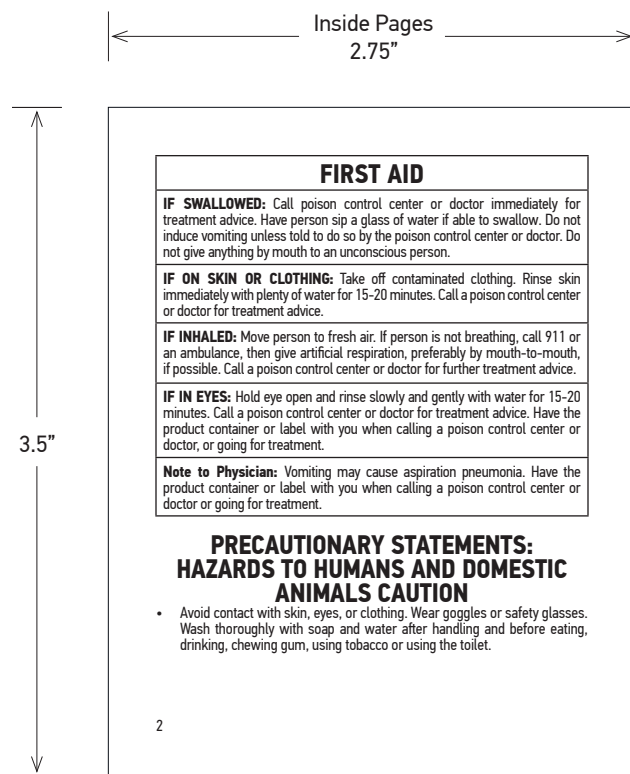 Inside Pages
2.75”
3.5”
FIRST AID
IF SWALLOWED: Call poison control center or doctor immediately for
treatment advice. Have person sip a glass of water if able to swallow. Do not
induce vomiting unless told to do so by the poison control center or doctor. Do
not give anything by mouth to an unconscious person.
IF ON SKIN OR CLOTHING: Take off contaminated clothing. Rinse skin
immediately with plenty of water for 15-20 minutes. Call a poison control center
or doctor for treatment advice.
IF INHALED: Move person to fresh air. If person is not breathing, call 911 or
an ambulance, then give artificial respiration, preferably by mouth-to-mouth,
if possible. Call a poison control center or doctor for further treatment advice.
IF IN EYES: Hold eye open and rinse slowly and gently with water for 15-20
minutes. Call a poison control center or doctor for treatment advice. Have the
product container or label with you when calling a poison control center or
doctor, or going for treatment.
Note to Physician: Vomiting may cause aspiration pneumonia. Have the
product container or label with you when calling a poison control center or
doctor or going for treatment.
PRECAUTIONARY STATEMENTS:
HAZARDS TO HUMANS AND DOMESTIC
ANIMALS CAUTION
• Avoid contact with skin, eyes, or clothing. Wear goggles or safety glasses.
Wash thoroughly with soap and water after handling and before eating,
drinking, chewing gum, using tobacco or using the toilet.
2